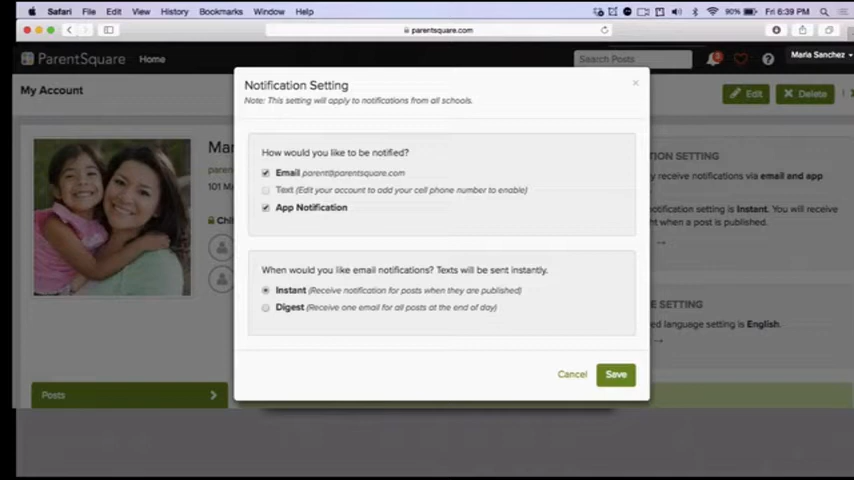 Safari File Edit View History Bookmarks Window Help 90% Fri 6:39 PM
parentsquare.com
ParentSquare Home Search Posts Maria Sanchez
My Account Edit Delete
Notification Setting
Note: This setting will apply to notifications from all schools.
How would you like to be notified?
Email parent@parentsquare.com
Text (Edit your account to add your cell phone number to enable)
App Notification
When would you like email notifications? Texts will be sent instantly.
Instant (Receive notification for posts when they are published)
Digest (Receive one email for all posts at the end of day)
Cancel Save
Mar
paren
101 M
Chil
ION SETTING
y receive notifications via email and app
notification setting is Instant. You will receive
t when a post is published.
E SETTING
ed language setting is English.
Posts